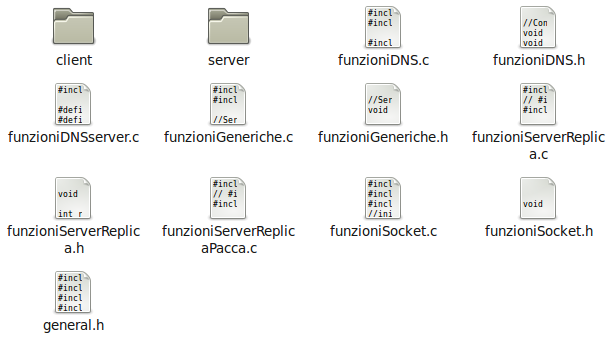 #incl
#incl
#incl
//Con
void
void
client
server
funzioniDNS.c
funzioniDNS.h
#incl
#defi
#defi
#incl
#incl
//Ser
//Ser
void
#incl
// #i
#incl
funzioniDNSserver.c
funzioniGeneriche.c
funzioniGeneriche.h
funzioniServerReplic
a.c
void
int r
#incl
// #i
#incl
#incl
#incl
#incl
//ini
void
funzioniServerReplic
a.h
funzioniServerReplic
aPacca.c
funzioniSocket.c
funzioniSocket.h
#incl
#incl
#incl
#incl
general.h